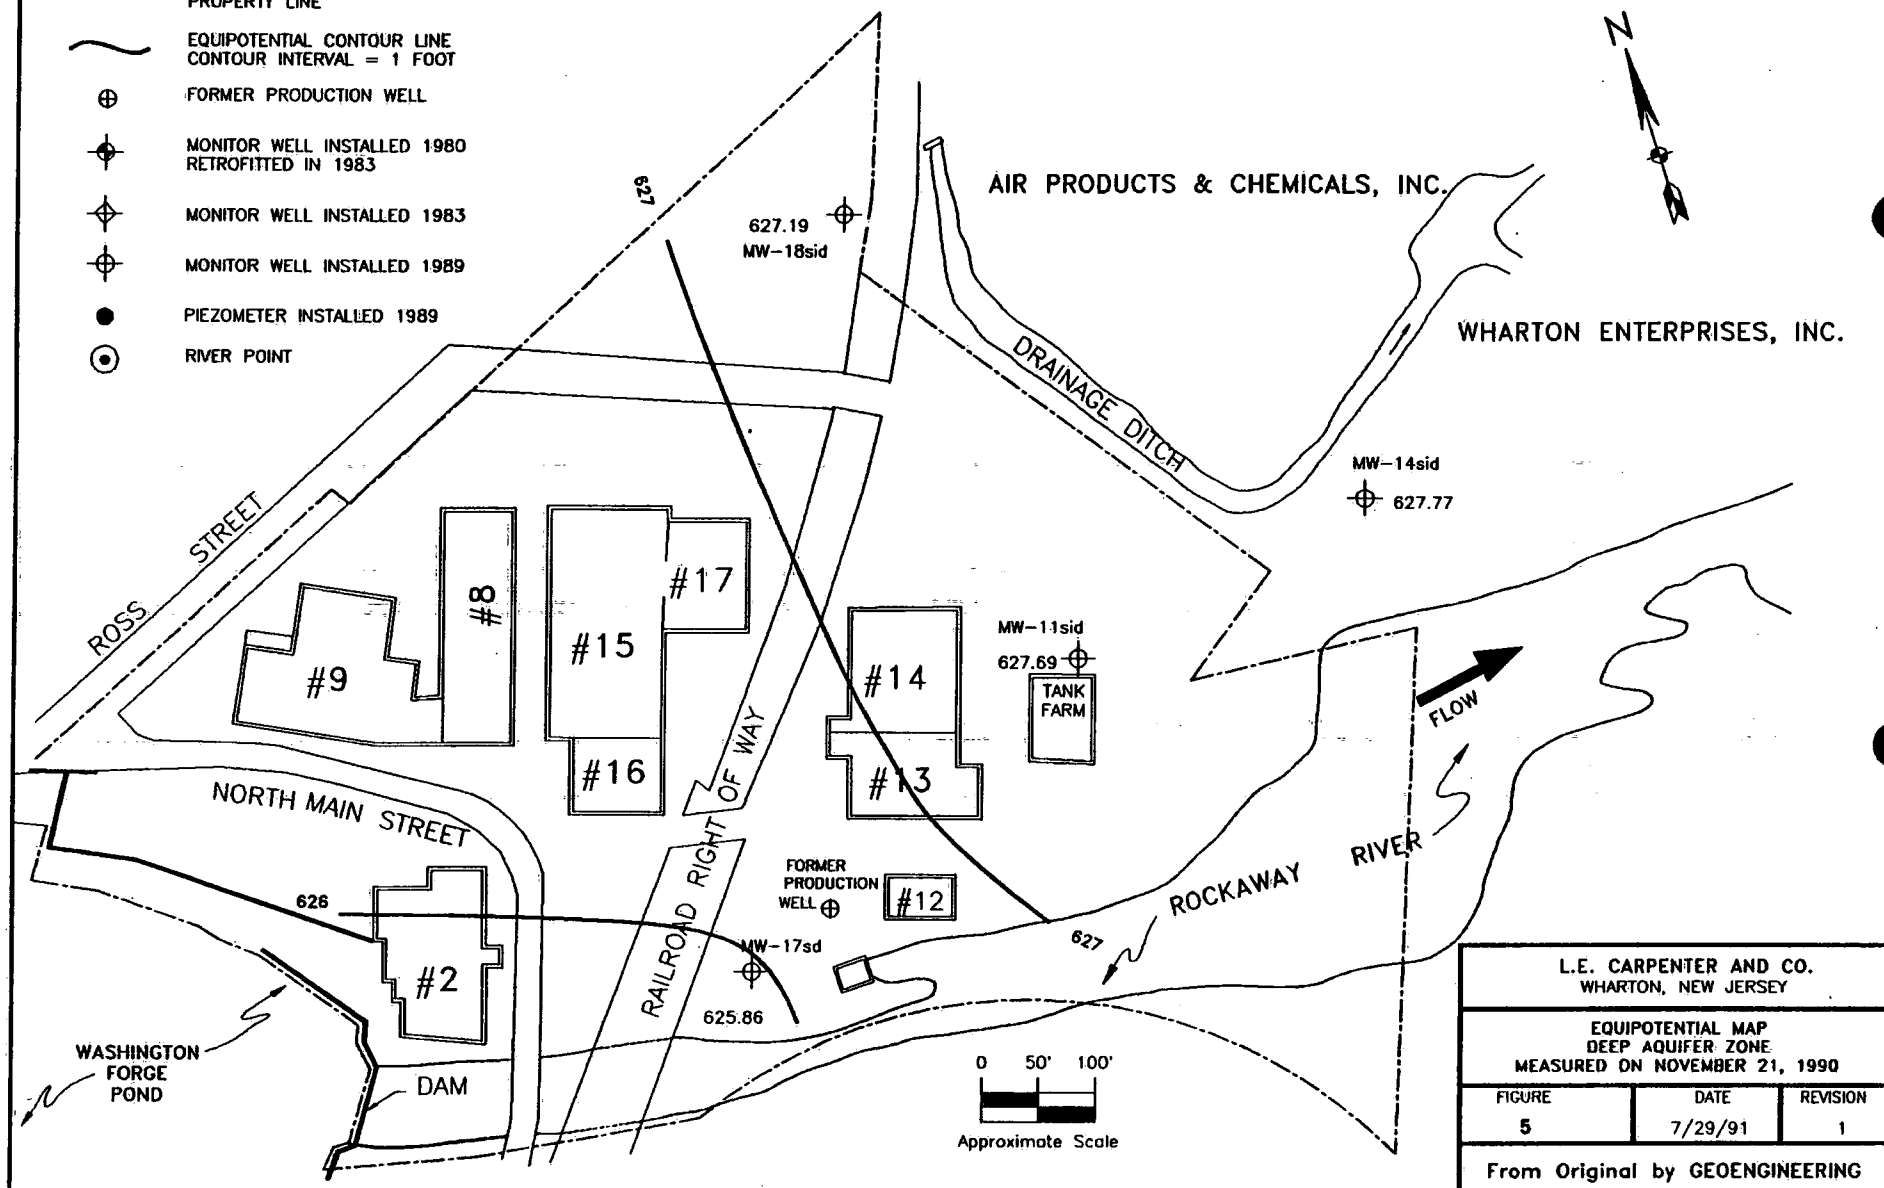 PROPERTY LINE
EQUIPOTENTIAL CONTOUR LINE
CONTOUR INTERVAL = 1 FOOT
FORMER PRODUCTION WELL
MONITOR WELL INSTALLED 1980
RETROFITTED IN 1983
MONITOR WELL INSTALLED 1983
MONITOR WELL INSTALLED 1989
PIEZOMETER INSTALLED 1989
RIVER POINT
N
627
627.19
MW-18sid
AIR PRODUCTS & CHEMICALS, INC.
WHARTON ENTERPRISES, INC.
DRAINAGE DITCH
MW-14sid
627.77
ROSS STREET
#9
#8
#15
#17
#16
#14
#13
MW-11sid
627.69
TANK
FARM
FLOW
NORTH MAIN STREET
RAILROAD RIGHT OF WAY
FORMER
PRODUCTION
WELL
#12
ROCKAWAY RIVER
626
627
MW-17sd
625.86
#2
WASHINGTON
FORGE
POND
DAM
0 50' 100'
Approximate Scale
L.E. CARPENTER AND CO.
WHARTON, NEW JERSEY
EQUIPOTENTIAL MAP
DEEP AQUIFER ZONE
MEASURED ON NOVEMBER 21, 1990
FIGURE DATE REVISION
5 7/29/91 1
From Original by GEOENGINEERING